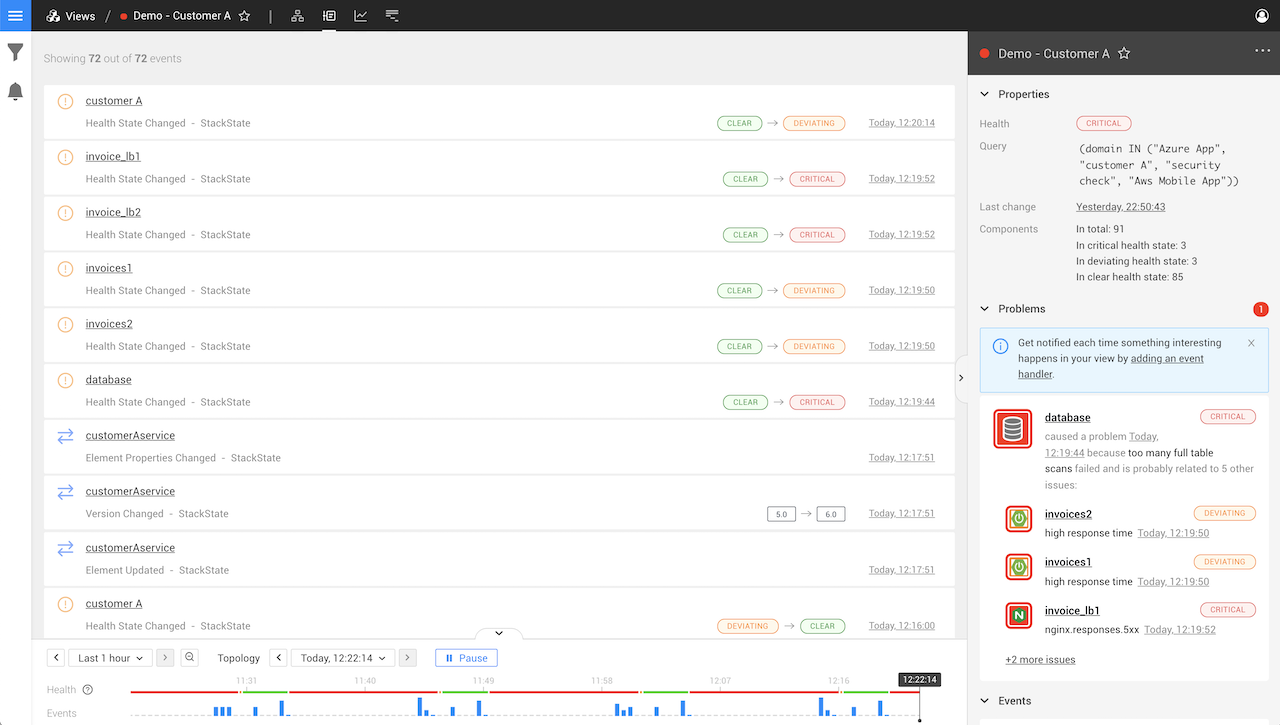 Views / Demo - Customer A
Showing 72 out of 72 events
customer A
Health State Changed - StackState
CLEAR DEVIATING Today, 12:20:14
invoice_lb1
Health State Changed - StackState
CLEAR CRITICAL Today, 12:19:52
invoice_lb2
Health State Changed - StackState
CLEAR CRITICAL Today, 12:19:52
invoices1
Health State Changed - StackState
CLEAR DEVIATING Today, 12:19:50
invoices2
Health State Changed - StackState
CLEAR DEVIATING Today, 12:19:50
database
Health State Changed - StackState
CLEAR CRITICAL Today, 12:19:44
customerAservice
Element Properties Changed - StackState
Today, 12:17:51
customerAservice
Version Changed - StackState
5.0 6.0 Today, 12:17:51
customerAservice
Element Updated - StackState
Today, 12:17:51
customer A
Health State Changed - StackState
DEVIATING CLEAR Today, 12:16:00
Last 1 hour Topology Today, 12:22:14 Pause
11:31 11:40 11:49 11:58 12:07 12:16 12:22:14
Health ?
Events
Demo - Customer A
Properties
Health CRITICAL
Query (domain IN ("Azure App",
"customer A", "security
check", "Aws Mobile App"))
Last change Yesterday, 22:50:43
Components In total: 91
In critical health state: 3
In deviating health state: 3
In clear health state: 85
Problems 1
Get notified each time something interesting
happens in your view by adding an event
handler.
database CRITICAL
caused a problem Today,
12:19:44 because too many full table
scans failed and is probably related to 5 other
issues:
invoices2 DEVIATING
high response time Today, 12:19:50
invoices1 DEVIATING
high response time Today, 12:19:50
N invoice_lb1 CRITICAL
nginx.responses.5xx Today, 12:19:52
+2 more issues
Events